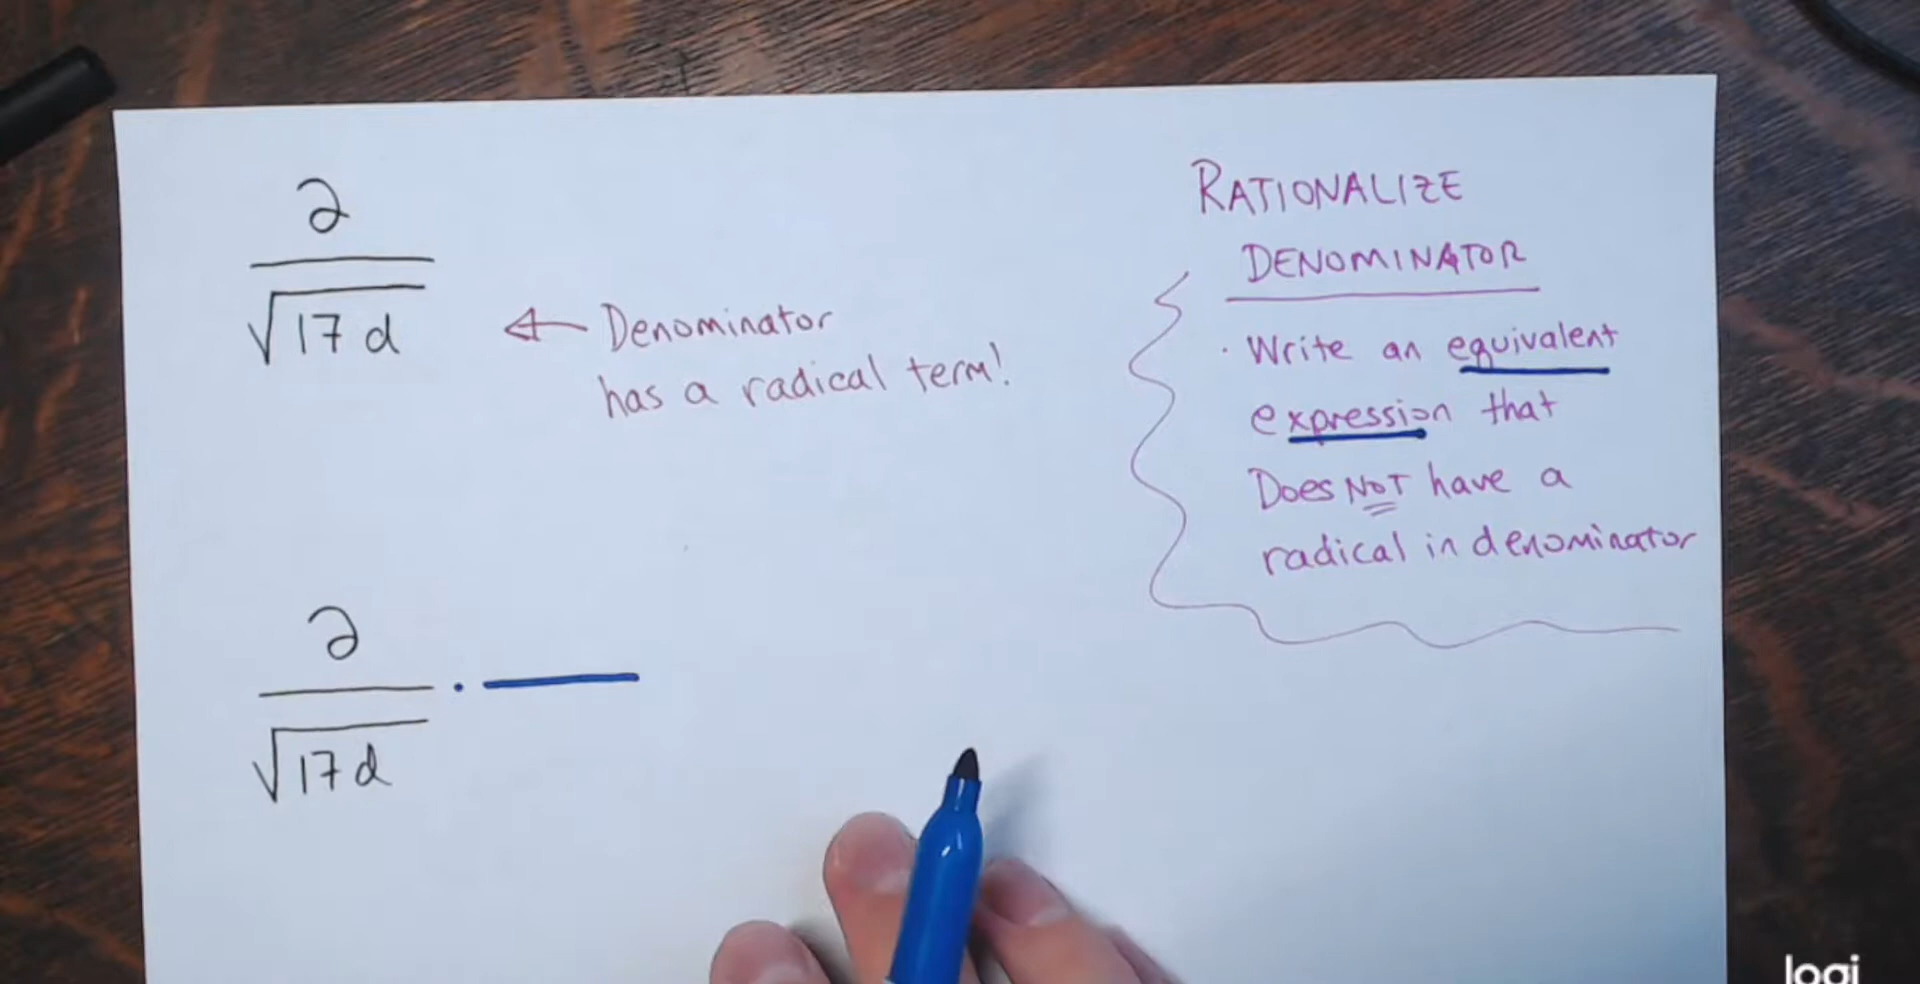 2
√17d
← Denominator
has a radical term!
RATIONALIZE
DENOMINATOR
· Write an equivalent
expression that
Does NOT have a
radical in denominator
2
√17d
·
logi